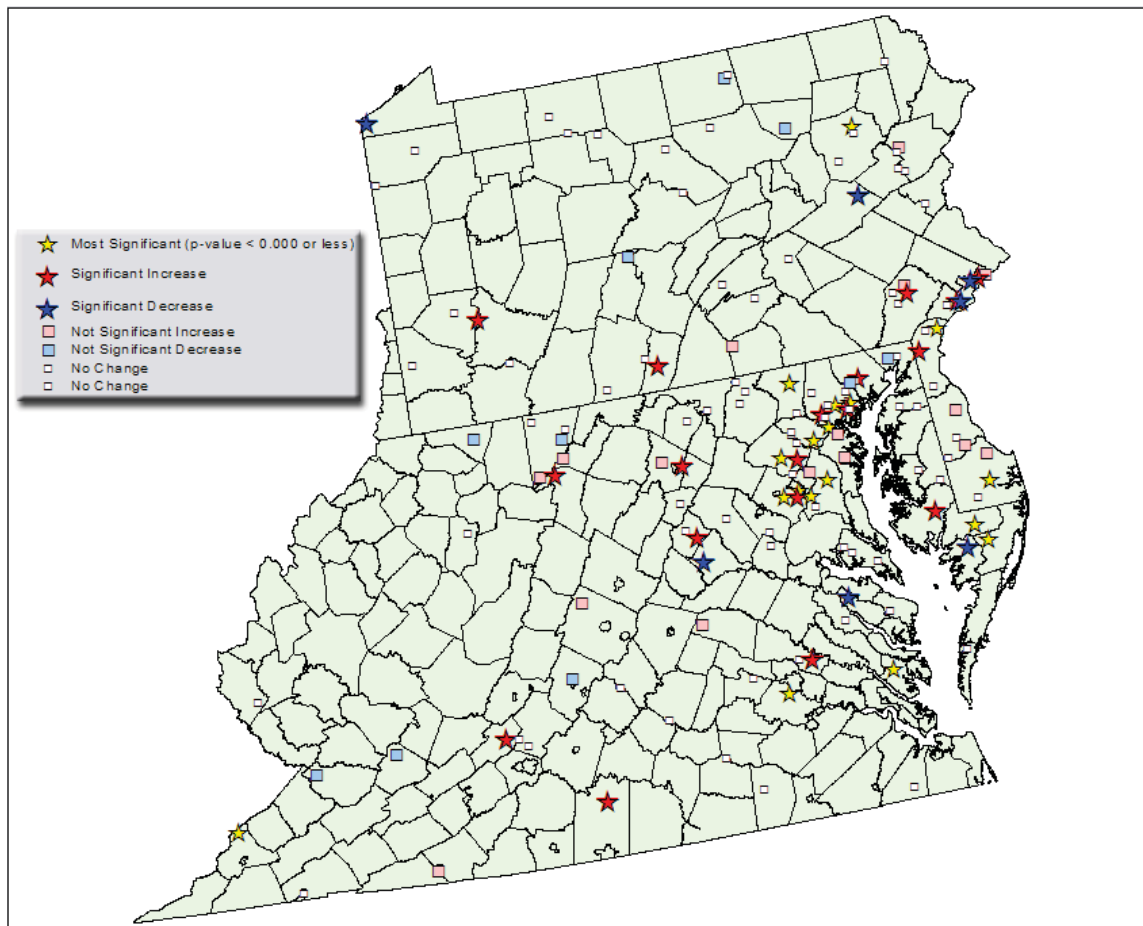 Most Significant (p-value < 0.000 or less)
Significant Increase
Significant Decrease
Not Significant Increase
Not Significant Decrease
No Change
No Change